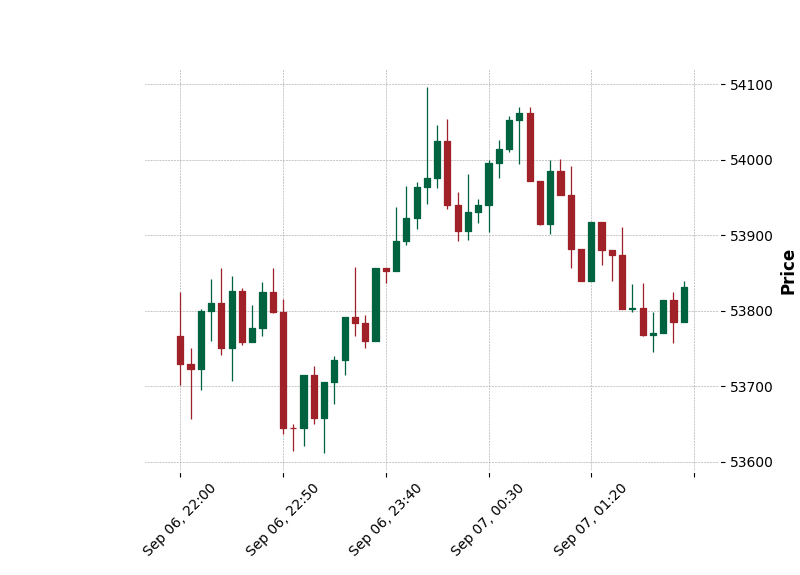 54100
54000
53900
53800
53700
53600
Price
Sep 06, 22:00
Sep 06, 22:50
Sep 06, 23:40
Sep 07, 00:30
Sep 07, 01:20